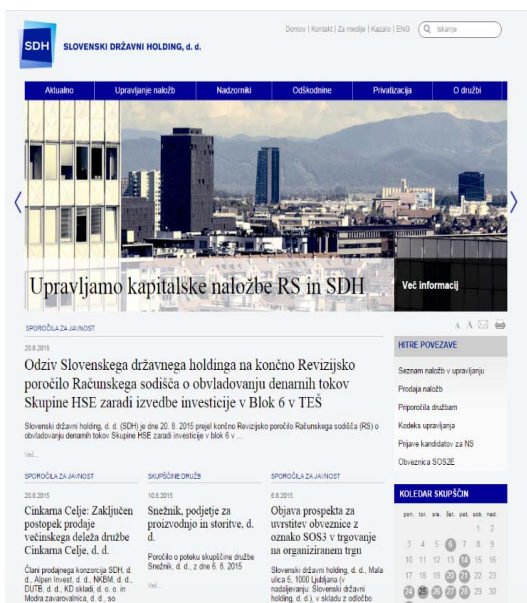 Domov | Kontakt | Za medije | Kazalo | ENG
Iskanje
SDH
SLOVENSKI DRŽAVNI HOLDING, d. d.
Aktualno Upravljanje naložb Nadzorniki Odškodnine Privatizacija O družbi
Upravljamo kapitalske naložbe RS in SDH
Več informacij
SPOROČILA ZA JAVNOST
20.8.2015
Odziv Slovenskega državnega holdinga na končno Revizijsko
poročilo Računskega sodišča o obvladovanju denarnih tokov
Skupine HSE zaradi izvedbe investicije v Blok 6 v TEŠ
Slovenski državni holding, d. d. (SDH) je dne 20. 8. 2015 prejel končno Revizijsko poročilo Računskega sodišča (RS) o
obvladovanju denarnih tokov Skupine HSE zaradi investicije v blok 6 v ...
Več...
SPOROČILA ZA JAVNOST
20.8.2015
Cinkarna Celje: Zaključen
postopek prodaje
večinskega deleža družbe
Cinkarna Celje, d. d.
Člani prodajnega konzorcija SDH, d.
d., Alpen Invest, d. d., NKBM, d. d.,
DUTB, d. d., KD skladi, d. o. o. in
Modra zavarovalnica, d. d., so
SKUPŠČINE DRUŽB
10.8.2015
Snežnik, podjetje za
proizvodnjo in storitve, d.
d.
Poročilo o poteku skupščine družbe
Snežnik, d. d., z dne 6. 8. 2015
Več...
SPOROČILA ZA JAVNOST
6.8.2015
Objava prospekta za
uvrstitev obveznice z
oznako SOS3 v trgovanje
na organiziranem trgu
Slovenski državni holding, d. d., Mala
ulica 5, 1000 Ljubljana (v
nadaljevanju: Slovenski državni
holding, d. d.), v skladu z odločbo
A A
HITRE POVEZAVE
Seznam naložb v upravljanju
Prodaja naložb
Priporočila družbam
Kodeks upravljanja
Prijave kandidatov za NS
Obveznica SOS2E
KOLEDAR SKUPŠČIN
pon. tor. sre. čet. pet. sob. ned.
1 2
3 4 5 6 7 8 9
10 11 12 13 14 15 16
17 18 19 20 21 22 23
24 25 26 27 28 29 30